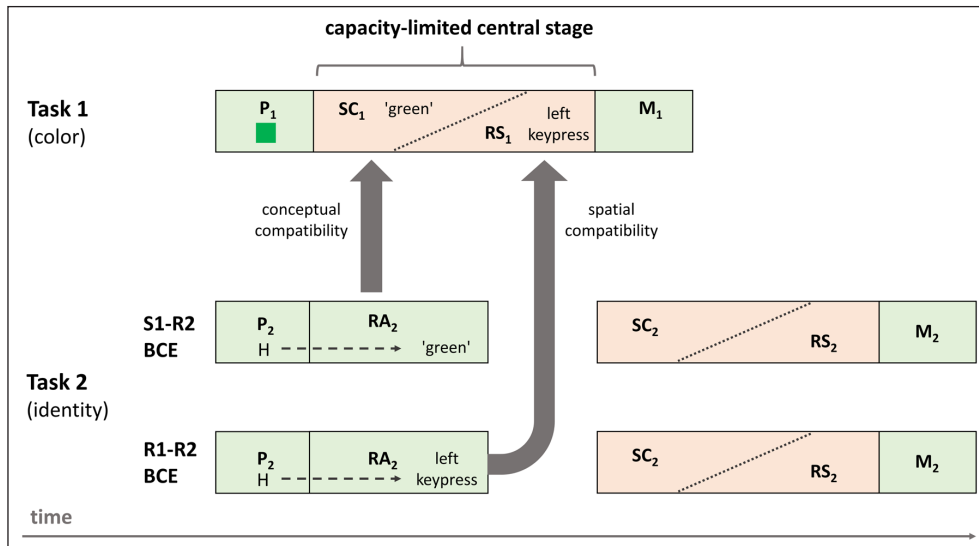 capacity-limited central stage
Task 1
(color)
P1
SC1 'green'
RS1
left
keypress
M1
conceptual
compatibility
spatial
compatibility
Task 2
(identity)
S1-R2
BCE
P2
H
RA2
'green'
SC2
RS2
M2
R1-R2
BCE
P2
H
RA2
left
keypress
SC2
RS2
M2
time